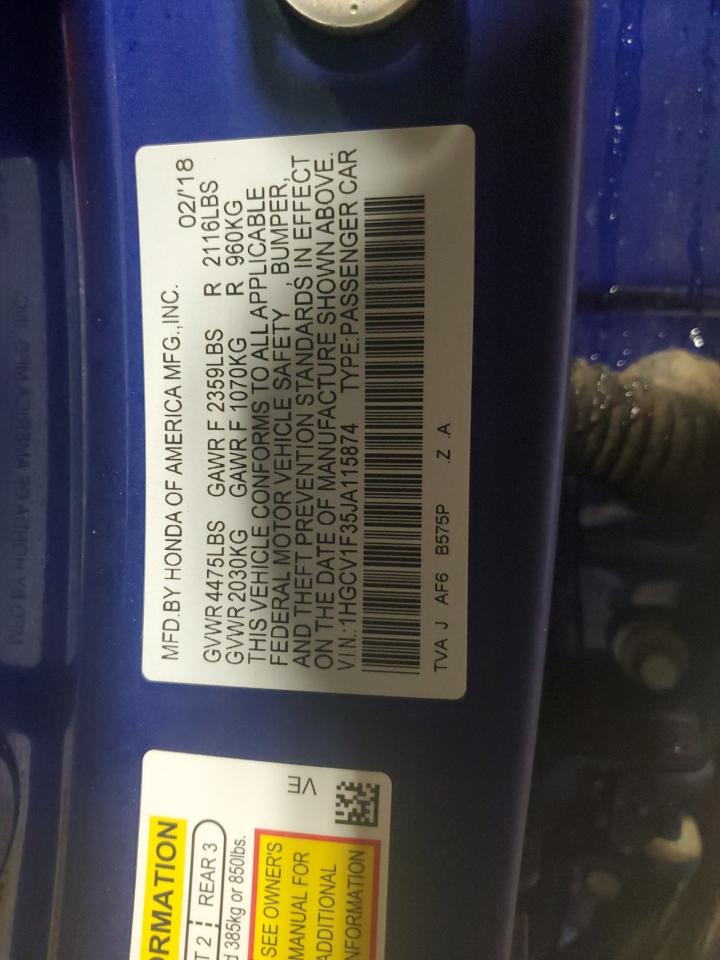 MFD.BY HONDA OF AMERICA MFG.,INC. 02/'18
GVWR 4475LBS GAWR F 2359LBS R 2116LBS
GVWR 2030KG GAWR F 1070KG R 960KG
THIS VEHICLE CONFORMS TO ALL APPLICABLE
FEDERAL MOTOR VEHICLE SAFETY , BUMPER,
AND THEFT PREVENTION STANDARDS IN EFFECT
ON THE DATE OF MANUFACTURE SHOWN ABOVE.
V.I.N.:1HGCV1F35JA115874 TYPE:PASSENGER CAR
TVA J AF6 B575P .Z .A
ORMATION
T 2 REAR 3
d 385kg or 850lbs.
SEE OWNER'S
MANUAL FOR
ADDITIONAL
NFORMATION
VE